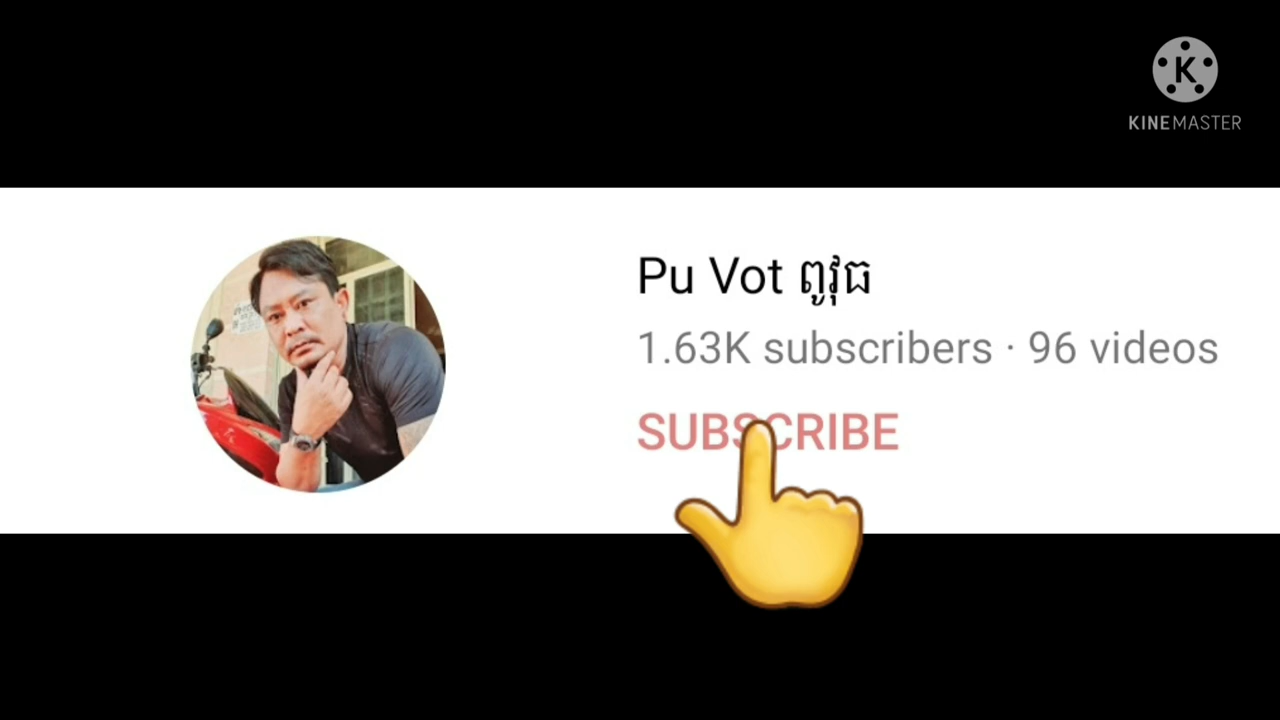 K
KINEMASTER
Pu Vot ពូវុធ
1.63K subscribers · 96 videos
SUBSCRIBE